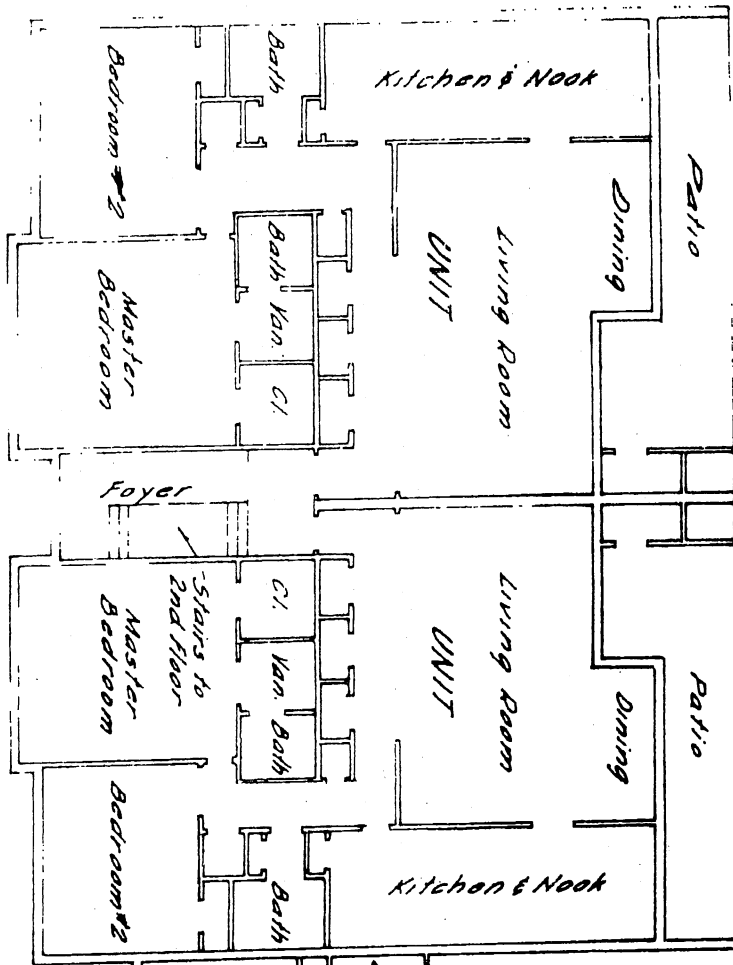 Bath
Kitchen & Nook
Bedroom #2
Patio
Dining
Living Room
UNIT
Bath
Van.
Cl.
Master
Bedroom
Foyer
Stairs to
2nd Floor
Cl.
Van.
Bath
Master
Bedroom
Living Room
UNIT
Dining
Patio
Bedroom #2
Bath
Kitchen & Nook